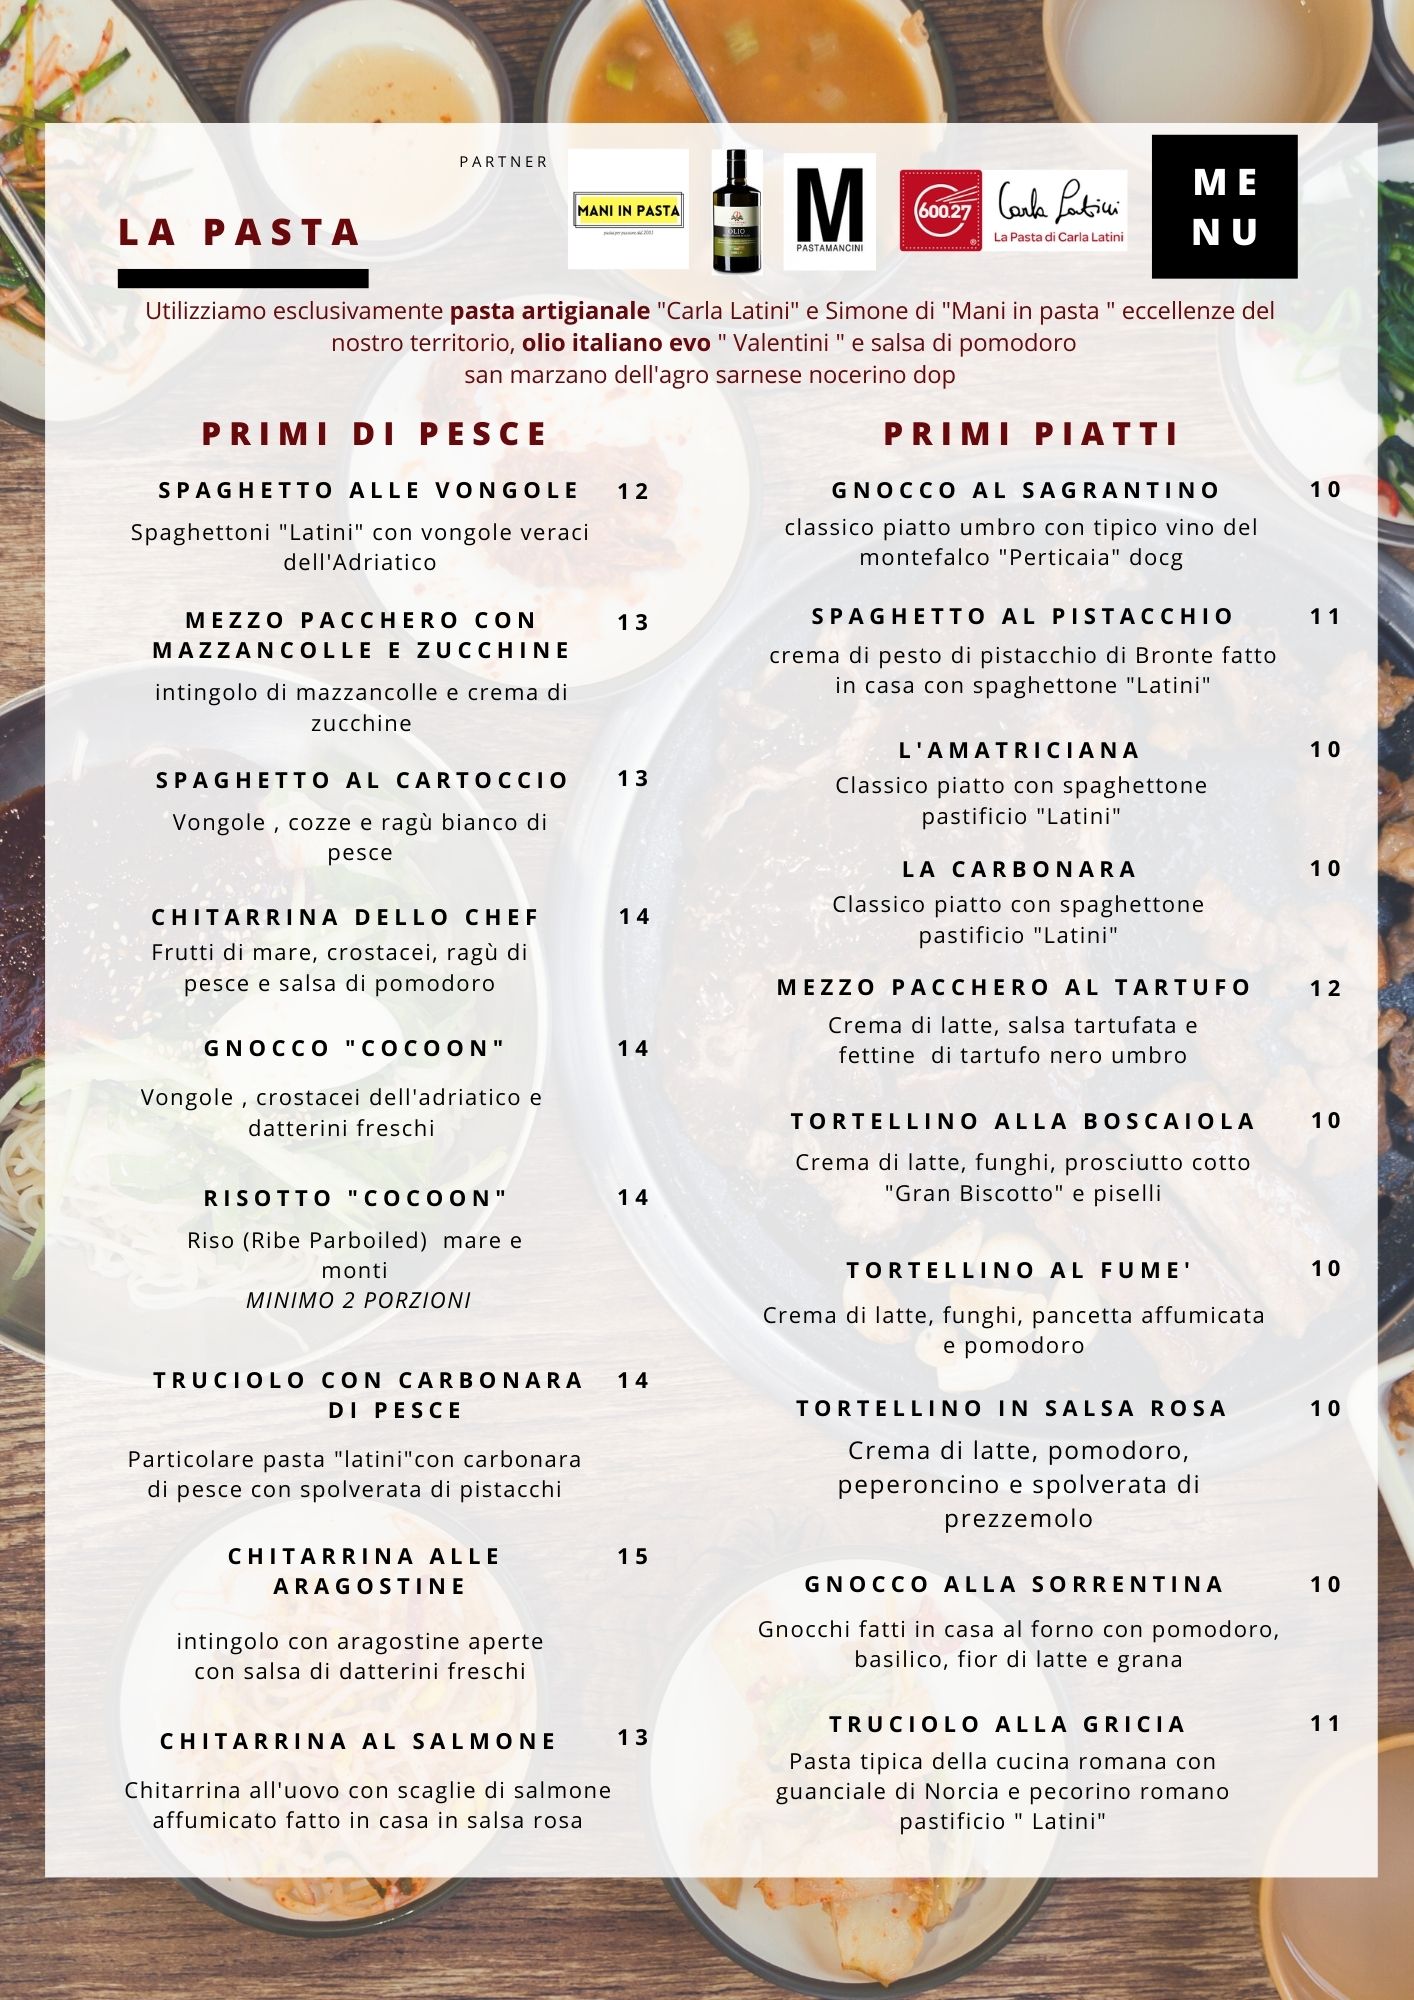 PARTNER
MANI IN PASTA
pasta per passione dal 2001
OLIO
M
PASTAMANCINI
600.27
Carla Latini
La Pasta di Carla Latini
ME
NU
LA PASTA
Utilizziamo esclusivamente pasta artigianale "Carla Latini" e Simone di "Mani in pasta " eccellenze del
nostro territorio, olio italiano evo " Valentini " e salsa di pomodoro
san marzano dell'agro sarnese nocerino dop
PRIMI DI PESCE
SPAGHETTO ALLE VONGOLE 12
Spaghettoni "Latini" con vongole veraci
dell'Adriatico
MEZZO PACCHERO CON 13
MAZZANCOLLE E ZUCCHINE
intingolo di mazzancolle e crema di
zucchine
SPAGHETTO AL CARTOCCIO 13
Vongole , cozze e ragù bianco di
pesce
CHITARRINA DELLO CHEF 14
Frutti di mare, crostacei, ragù di
pesce e salsa di pomodoro
GNOCCO "COCOON" 14
Vongole , crostacei dell'adriatico e
datterini freschi
RISOTTO "COCOON" 14
Riso (Ribe Parboiled) mare e
monti
MINIMO 2 PORZIONI
TRUCIOLO CON CARBONARA 14
DI PESCE
Particolare pasta "latini"con carbonara
di pesce con spolverata di pistacchi
CHITARRINA ALLE 15
ARAGOSTINE
intingolo con aragostine aperte
con salsa di datterini freschi
CHITARRINA AL SALMONE 13
Chitarrina all'uovo con scaglie di salmone
affumicato fatto in casa in salsa rosa
PRIMI PIATTI
GNOCCO AL SAGRANTINO 10
classico piatto umbro con tipico vino del
montefalco "Perticaia" docg
SPAGHETTO AL PISTACCHIO 11
crema di pesto di pistacchio di Bronte fatto
in casa con spaghettone "Latini"
L'AMATRICIANA 10
Classico piatto con spaghettone
pastificio "Latini"
LA CARBONARA 10
Classico piatto con spaghettone
pastificio "Latini"
MEZZO PACCHERO AL TARTUFO 12
Crema di latte, salsa tartufata e
fettine di tartufo nero umbro
TORTELLINO ALLA BOSCAIOLA 10
Crema di latte, funghi, prosciutto cotto
"Gran Biscotto" e piselli
TORTELLINO AL FUME' 10
Crema di latte, funghi, pancetta affumicata
e pomodoro
TORTELLINO IN SALSA ROSA 10
Crema di latte, pomodoro,
peperoncino e spolverata di
prezzemolo
GNOCCO ALLA SORRENTINA 10
Gnocchi fatti in casa al forno con pomodoro,
basilico, fior di latte e grana
TRUCIOLO ALLA GRICIA 11
Pasta tipica della cucina romana con
guanciale di Norcia e pecorino romano
pastificio " Latini"